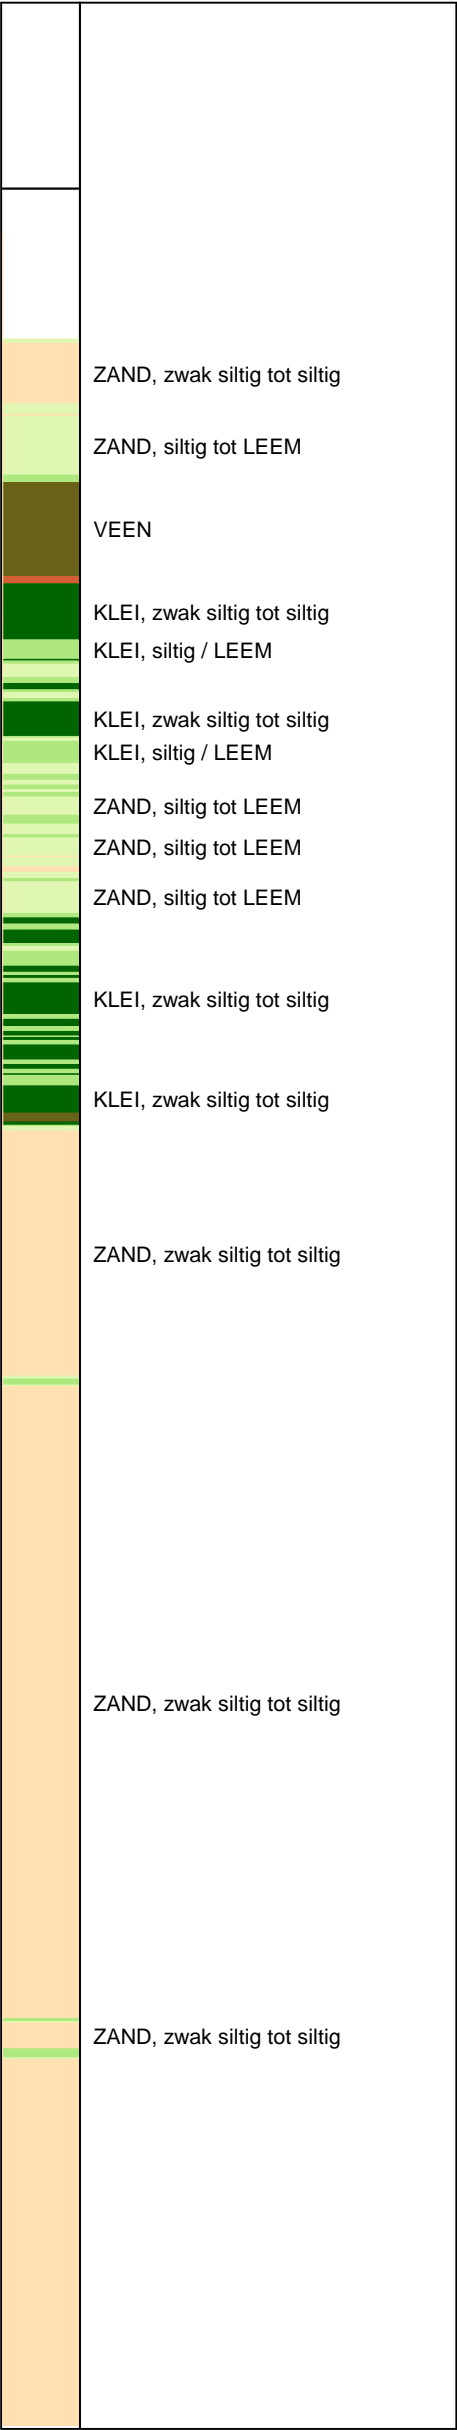 ZAND, zwak siltig tot siltig
ZAND, siltig tot LEEM
VEEN
KLEI, zwak siltig tot siltig
KLEI, siltig / LEEM
KLEI, zwak siltig tot siltig
KLEI, siltig / LEEM
ZAND, siltig tot LEEM
ZAND, siltig tot LEEM
ZAND, siltig tot LEEM
KLEI, zwak siltig tot siltig
KLEI, zwak siltig tot siltig
ZAND, zwak siltig tot siltig
ZAND, zwak siltig tot siltig
ZAND, zwak siltig tot siltig